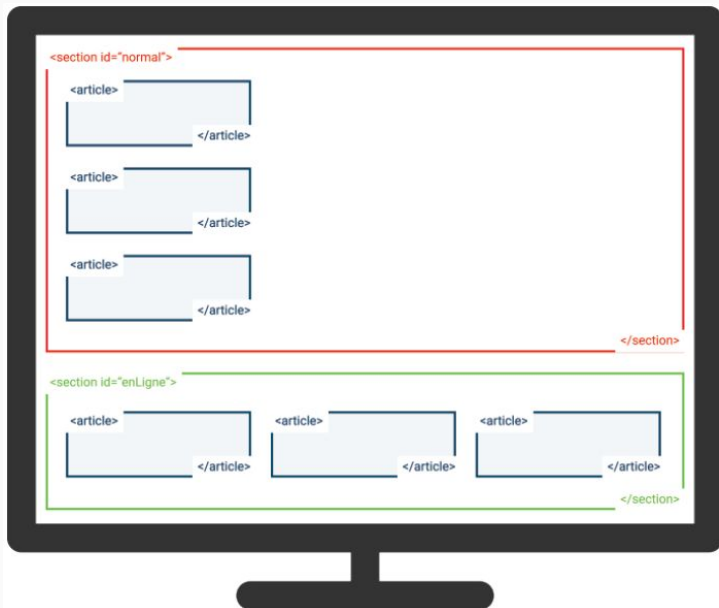 <section id="normal">
<article>
</article>
<article>
</article>
<article>
</article>
</section>
<section id="enLigne">
<article> <article> <article>
</article> </article> </article>
</section>